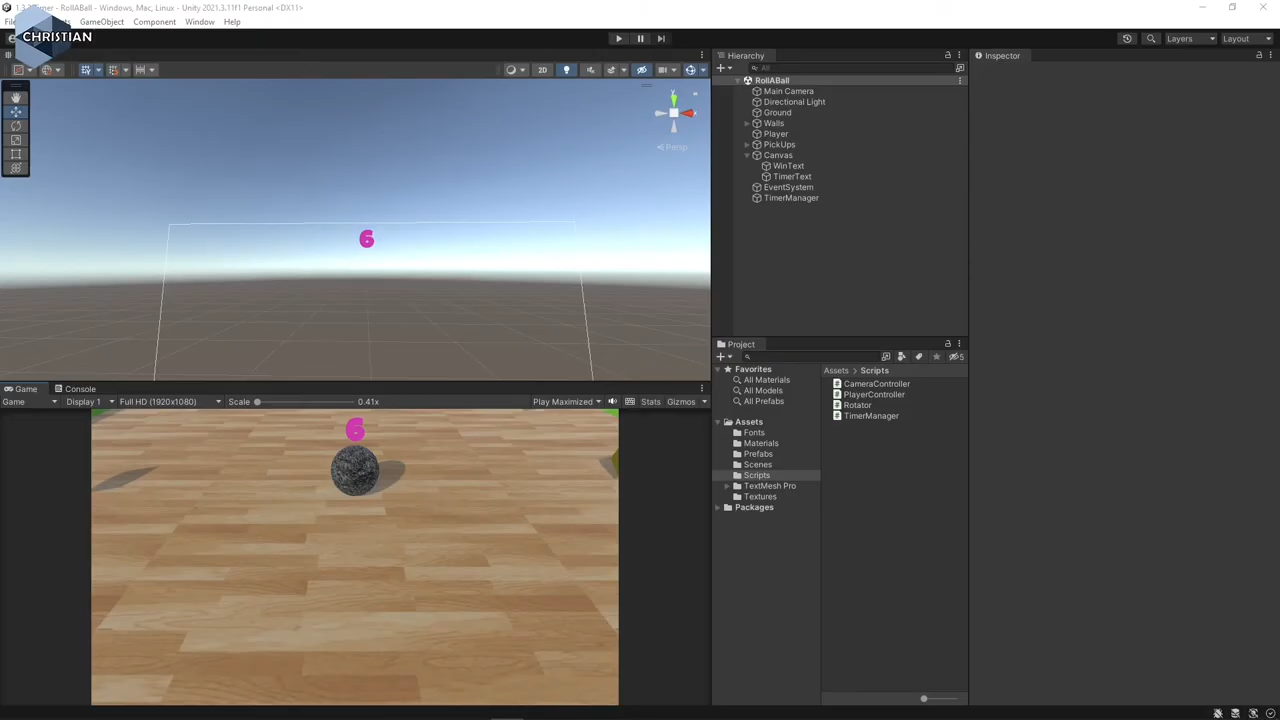 1.3 Timer - RollABall - Windows, Mac, Linux - Unity 2021.3.11f1 Personal <DX11>
CHRISTIAN
GameObject Component Window Help
Layers Layout
2D
Persp
6
Hierarchy
All
RollABall
Main Camera
Directional Light
Ground
Walls
Player
PickUps
Canvas
WinText
TimerText
EventSystem
TimerManager
Inspector
Project
5
Favorites
All Materials
All Models
All Prefabs
Assets
Fonts
Materials
Prefabs
Scenes
Scripts
TextMesh Pro
Textures
Packages
Assets > Scripts
CameraController
PlayerController
Rotator
TimerManager
Game Console
Game Display 1 Full HD (1920x1080) Scale 0.41x Play Maximized Stats Gizmos
6